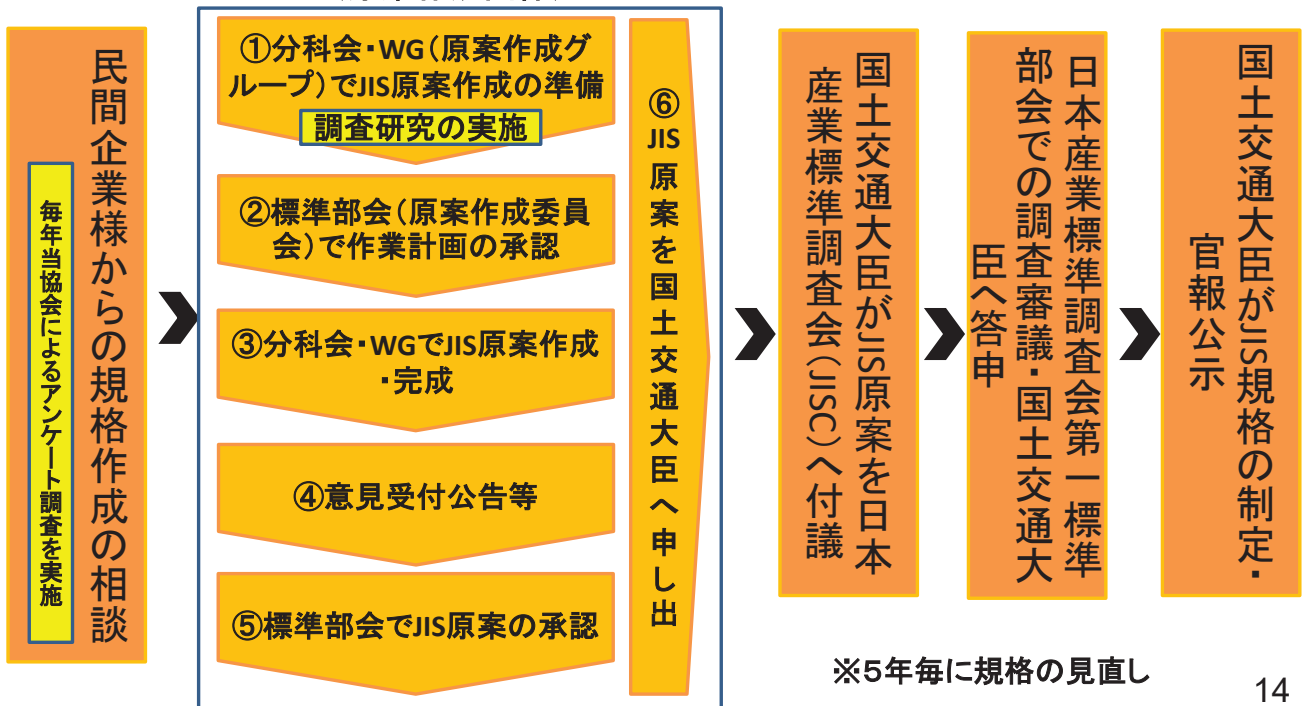 民間企業様からの規格作成の相談
毎年当協会によるアンケート調査を実施
①分科会・WG(原案作成グ
ループ)でJIS原案作成の準備
調査研究の実施
②標準部会(原案作成委員
会)で作業計画の承認
③分科会・WGでJIS原案作成
・完成
④意見受付公告等
⑤標準部会でJIS原案の承認
⑥JIS原案を国土交通大臣へ申し出
国土交通大臣がJIS原案を日本
産業標準調査会(JISC)へ付議
日本産業標準調査会第一標準
部会での調査審議・国土交通大
臣へ答申
国土交通大臣がJIS規格の制定・
官報公示
※5年毎に規格の見直し
14